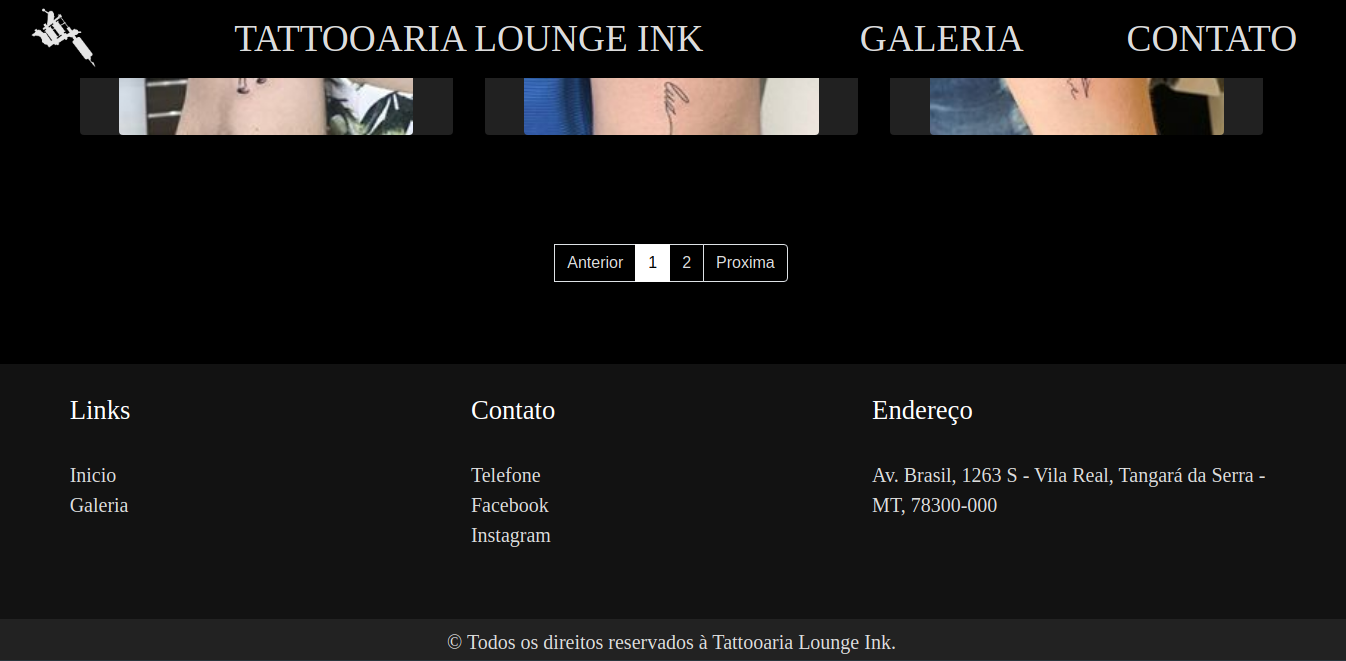 TATTOOARIA LOUNGE INK GALERIA CONTATO
Anterior 1 2 Proxima
Links
Inicio
Galeria
Contato
Telefone
Facebook
Instagram
Endereço
Av. Brasil, 1263 S - Vila Real, Tangará da Serra -
MT, 78300-000
© Todos os direitos reservados à Tattooaria Lounge Ink.